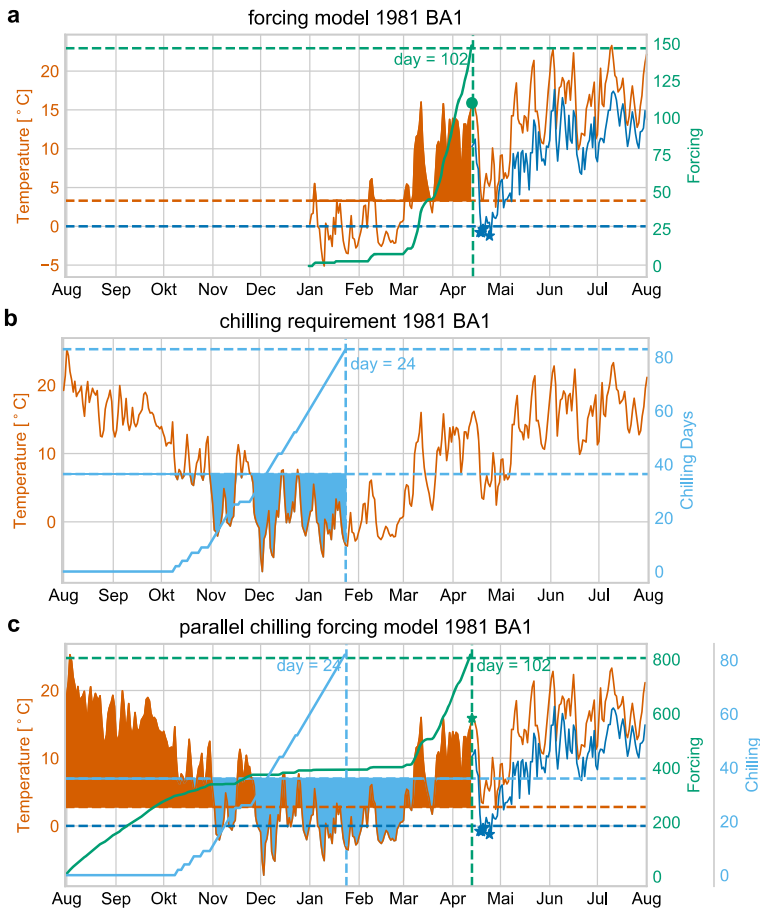 a
forcing model 1981 BA1
Temperature [ ° C]
20
15
10
5
0
−5
day = 102
150
125
100
75
50
25
0
Forcing
Aug Sep Okt Nov Dec Jan Feb Mar Apr Mai Jun Jul Aug
b
chilling requirement 1981 BA1
Temperature [ ° C]
20
10
0
day = 24
80
60
40
20
0
Chilling Days
Aug Sep Okt Nov Dec Jan Feb Mar Apr Mai Jun Jul Aug
c
parallel chilling forcing model 1981 BA1
Temperature [ ° C]
20
10
0
day = 24
day = 102
800
600
400
200
0
Forcing
80
60
40
20
0
Chilling
Aug Sep Okt Nov Dec Jan Feb Mar Apr Mai Jun Jul Aug